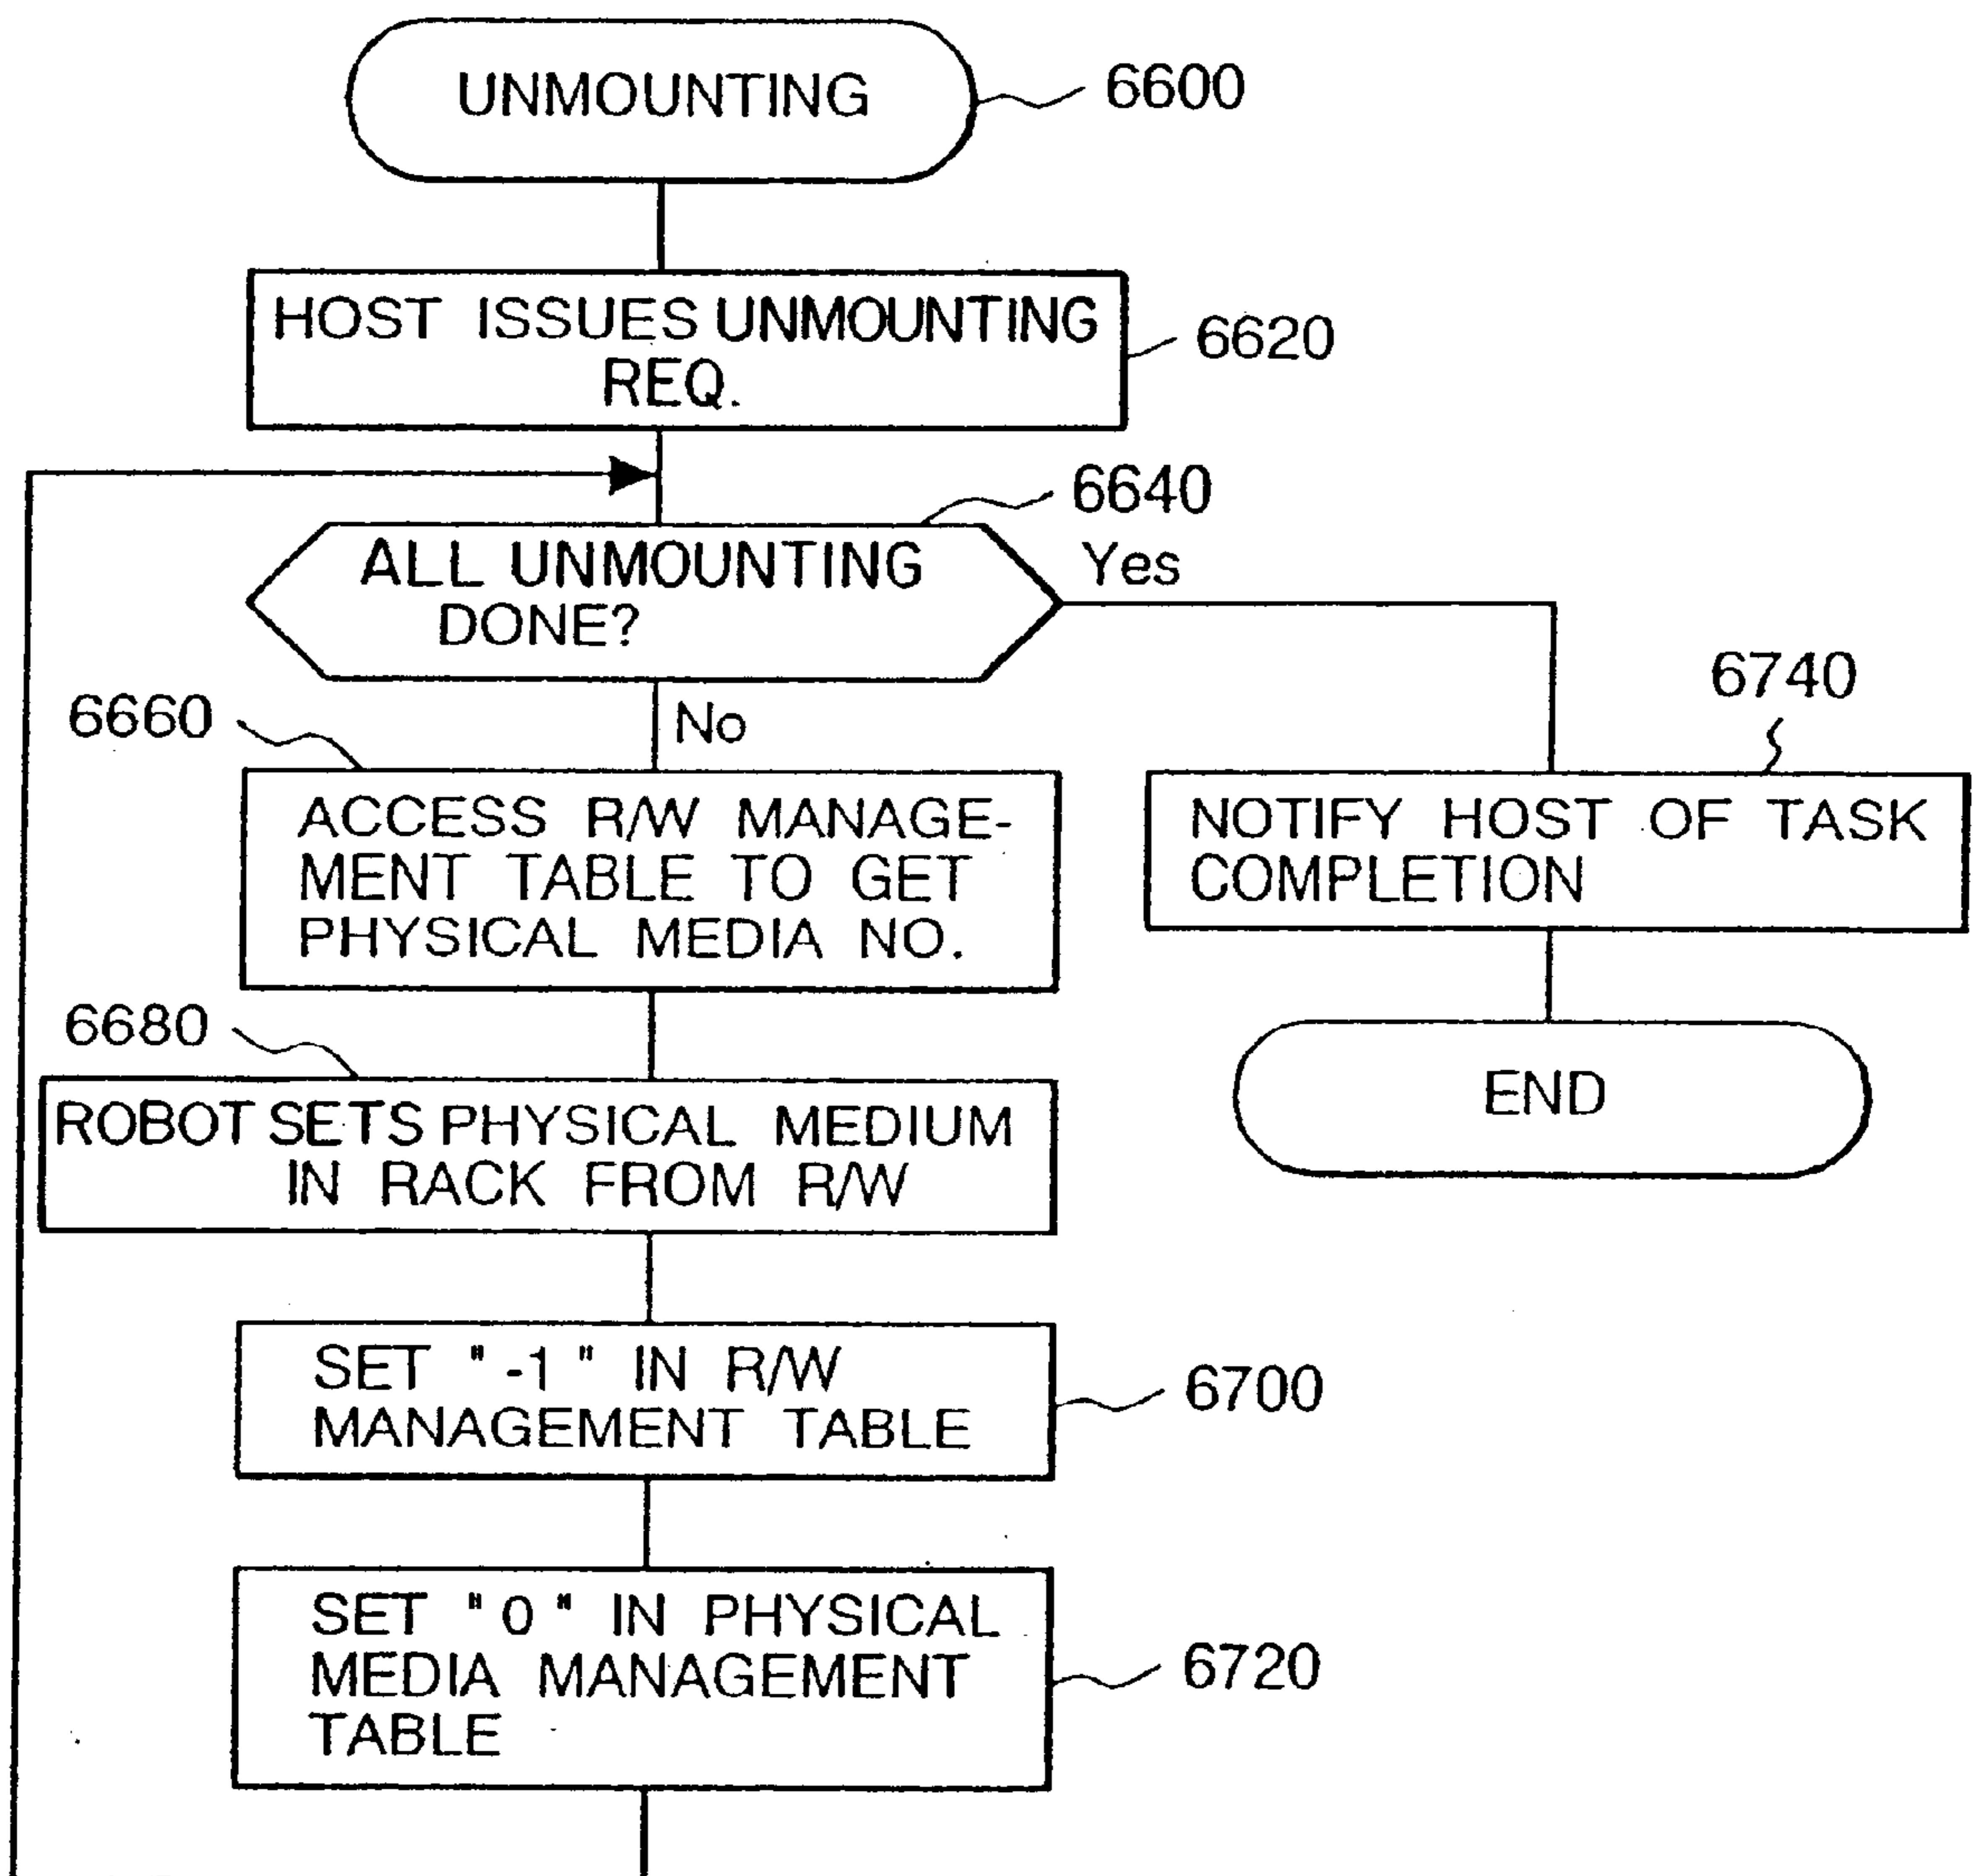 UNMOUNTING
6600
HOST ISSUES UNMOUNTING
REQ.
6620
6640
ALL UNMOUNTING
DONE?
Yes
No
6660
ACCESS R/W MANAGE-
MENT TABLE TO GET
PHYSICAL MEDIA NO.
6740
NOTIFY HOST OF TASK
COMPLETION
END
6680
ROBOT SETS PHYSICAL MEDIUM
IN RACK FROM R/W
SET "-1" IN R/W
MANAGEMENT TABLE
6700
SET "0" IN PHYSICAL
MEDIA MANAGEMENT
TABLE
6720